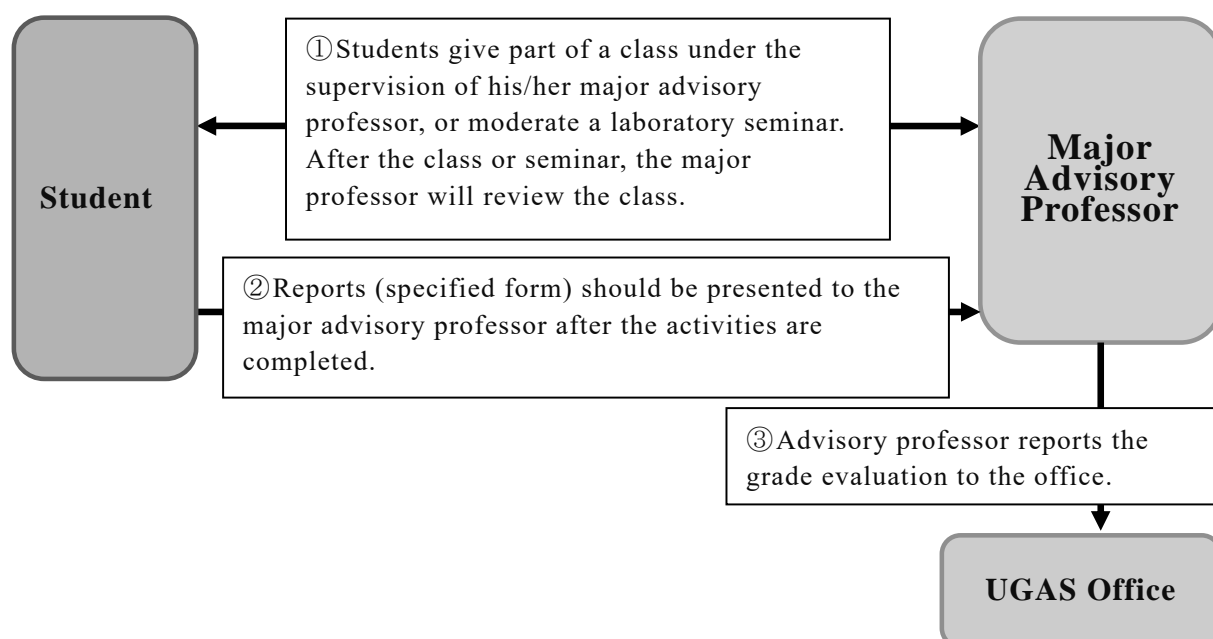 ①Students give part of a class under the
supervision of his/her major advisory
professor, or moderate a laboratory seminar.
After the class or seminar, the major
professor will review the class.
Student
Major
Advisory
Professor
②Reports (specified form) should be presented to the
major advisory professor after the activities are
completed.
③Advisory professor reports the
grade evaluation to the office.
UGAS Office